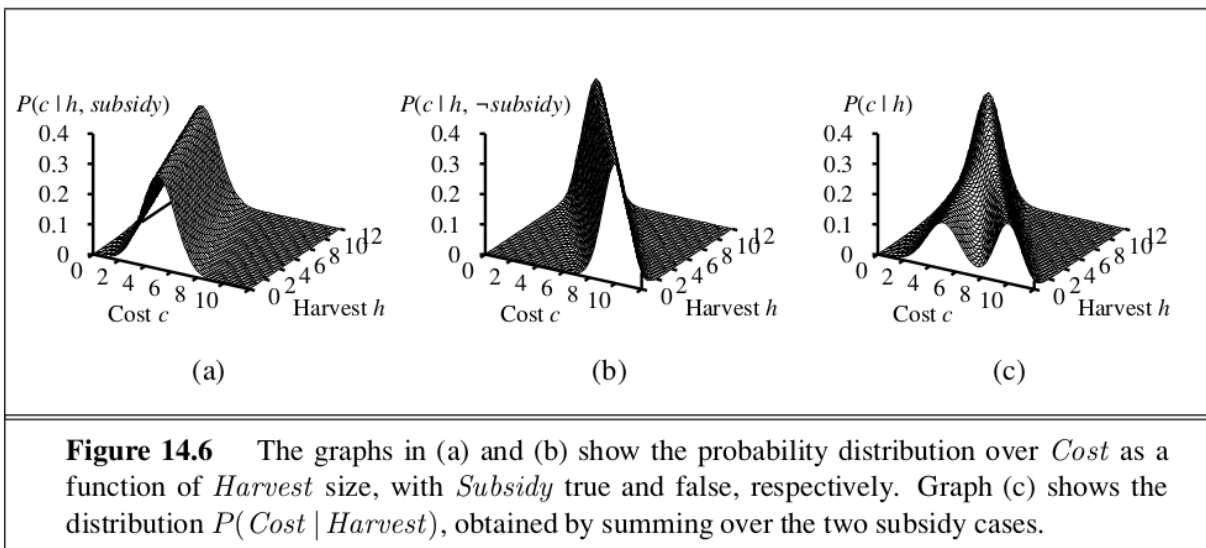 P(c | h, subsidy)
0.4
0.3
0.2
0.1
0
0 2 4 6 8 10
Cost c
0 2 4 6 8 10 12
Harvest h
(a)
P(c | h, ¬subsidy)
0.4
0.3
0.2
0.1
0
0 2 4 6 8 10
Cost c
0 2 4 6 8 10 12
Harvest h
(b)
P(c | h)
0.4
0.3
0.2
0.1
0
0 2 4 6 8 10
Cost c
0 2 4 6 8 10 12
Harvest h
(c)
Figure 14.6 The graphs in (a) and (b) show the probability distribution over Cost as a
function of Harvest size, with Subsidy true and false, respectively. Graph (c) shows the
distribution P(Cost | Harvest), obtained by summing over the two subsidy cases.